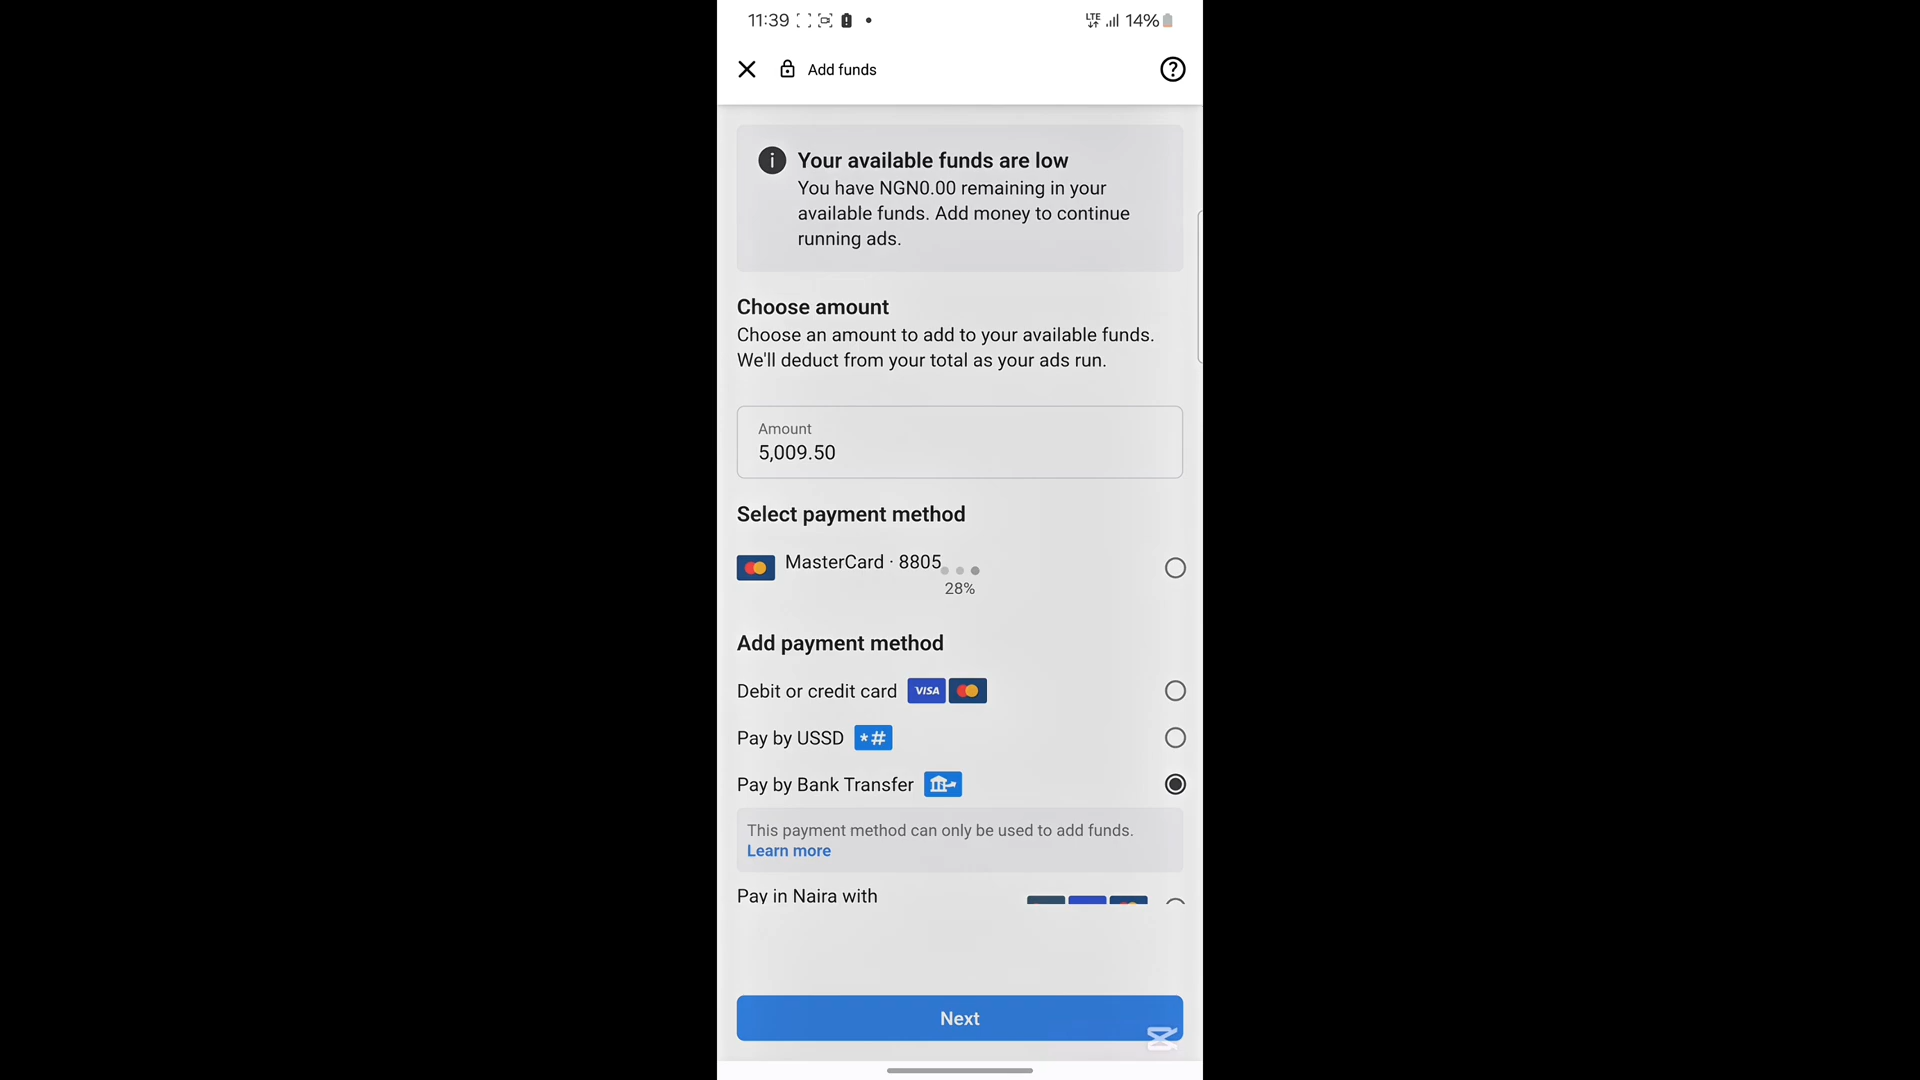 11:39
LTE 14%
Add funds
Your available funds are low
You have NGN0.00 remaining in your
available funds. Add money to continue
running ads.
Choose amount
Choose an amount to add to your available funds.
We'll deduct from your total as your ads run.
Amount
5,009.50
Select payment method
MasterCard · 8805
28%
Add payment method
Debit or credit card VISA
Pay by USSD *#
Pay by Bank Transfer
This payment method can only be used to add funds.
Learn more
Pay in Naira with
Next